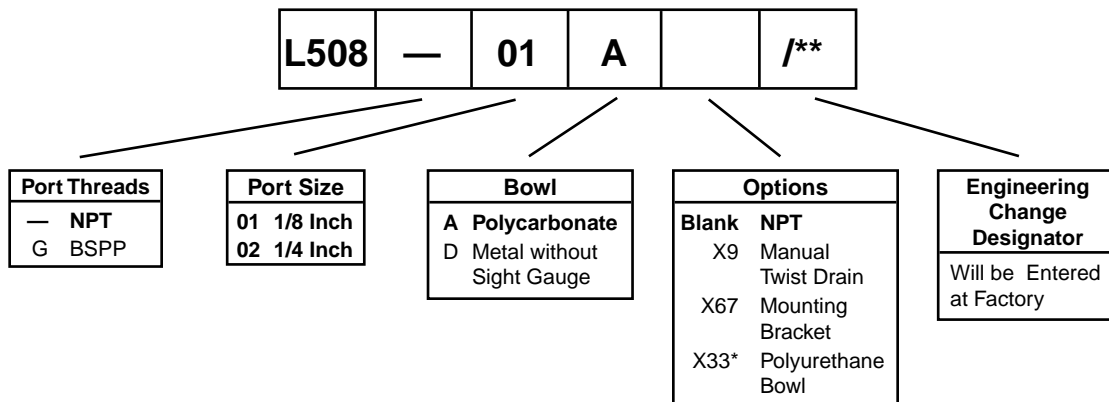 L508 — 01 A /**
Port Threads
— NPT
G BSPP
Port Size
01 1/8 Inch
02 1/4 Inch
Bowl
A Polycarbonate
D Metal without
Sight Gauge
Options
Blank NPT
X9 Manual
Twist Drain
X67 Mounting
Bracket
X33* Polyurethane
Bowl
Engineering
Change
Designator
Will be Entered
at Factory